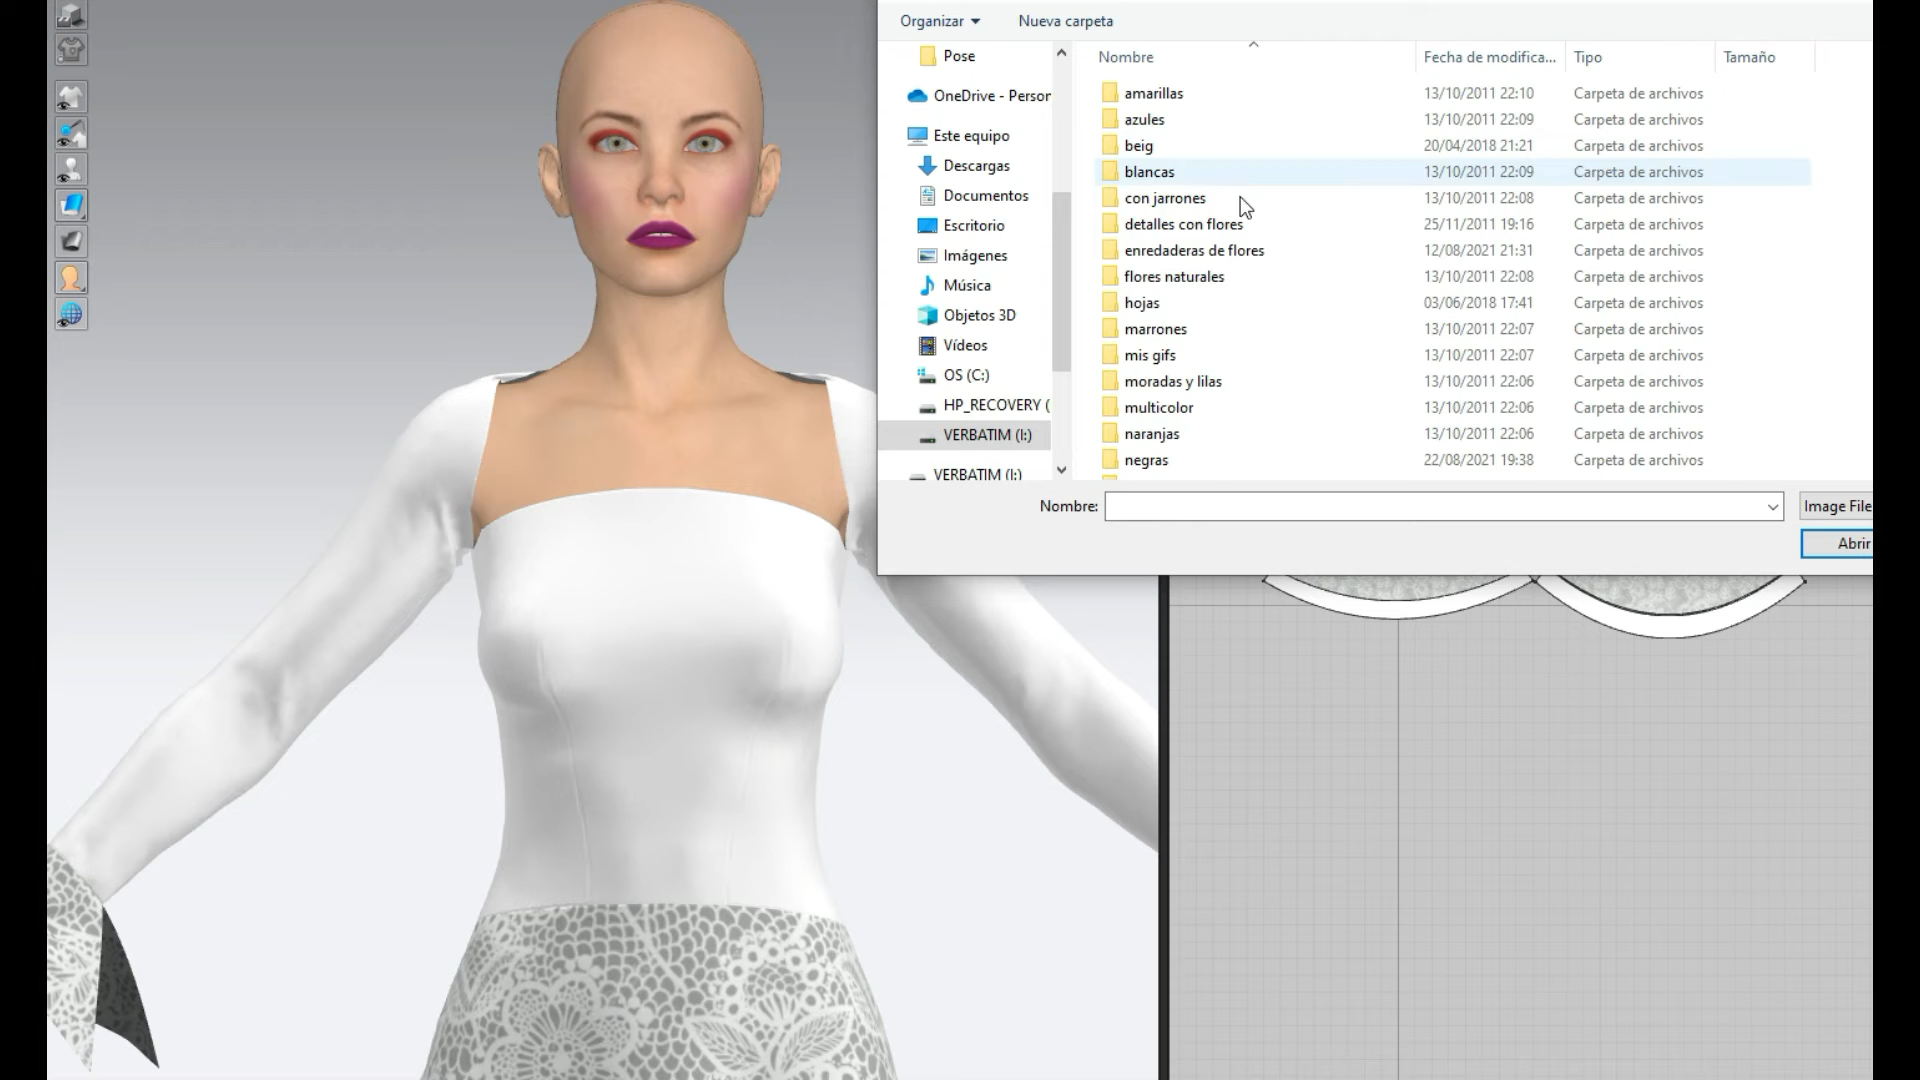 Organizar Nueva carpeta
Nombre Fecha de modifica... Tipo Tamaño
Pose
OneDrive - Person
Este equipo
Descargas
Documentos
Escritorio
Imágenes
Música
Objetos 3D
Vídeos
OS (C:)
HP_RECOVERY (
VERBATIM (I:)
VERBATIM (I:)
amarillas 13/10/2011 22:10 Carpeta de archivos
azules 13/10/2011 22:09 Carpeta de archivos
beig 20/04/2018 21:21 Carpeta de archivos
blancas 13/10/2011 22:09 Carpeta de archivos
con jarrones 13/10/2011 22:08 Carpeta de archivos
detalles con flores 25/11/2011 19:16 Carpeta de archivos
enredaderas de flores 12/08/2021 21:31 Carpeta de archivos
flores naturales 13/10/2011 22:08 Carpeta de archivos
hojas 03/06/2018 17:41 Carpeta de archivos
marrones 13/10/2011 22:07 Carpeta de archivos
mis gifs 13/10/2011 22:07 Carpeta de archivos
moradas y lilas 13/10/2011 22:06 Carpeta de archivos
multicolor 13/10/2011 22:06 Carpeta de archivos
naranjas 13/10/2011 22:06 Carpeta de archivos
negras 22/08/2021 19:38 Carpeta de archivos
Nombre: Image File
Abrir